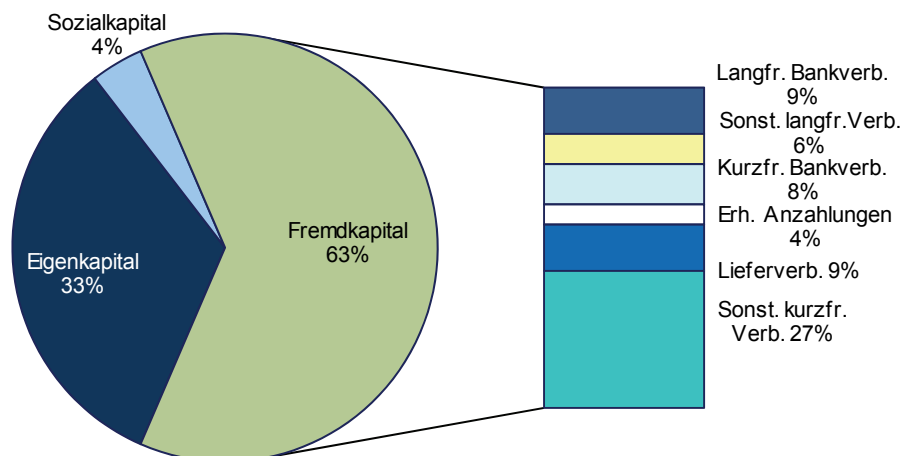 Sozialkapital
4%
Eigenkapital
33%
Fremdkapital
63%
Langfr. Bankverb.
9%
Sonst. langfr.Verb.
6%
Kurzfr. Bankverb.
8%
Erh. Anzahlungen
4%
Lieferverb. 9%
Sonst. kurzfr.
Verb. 27%